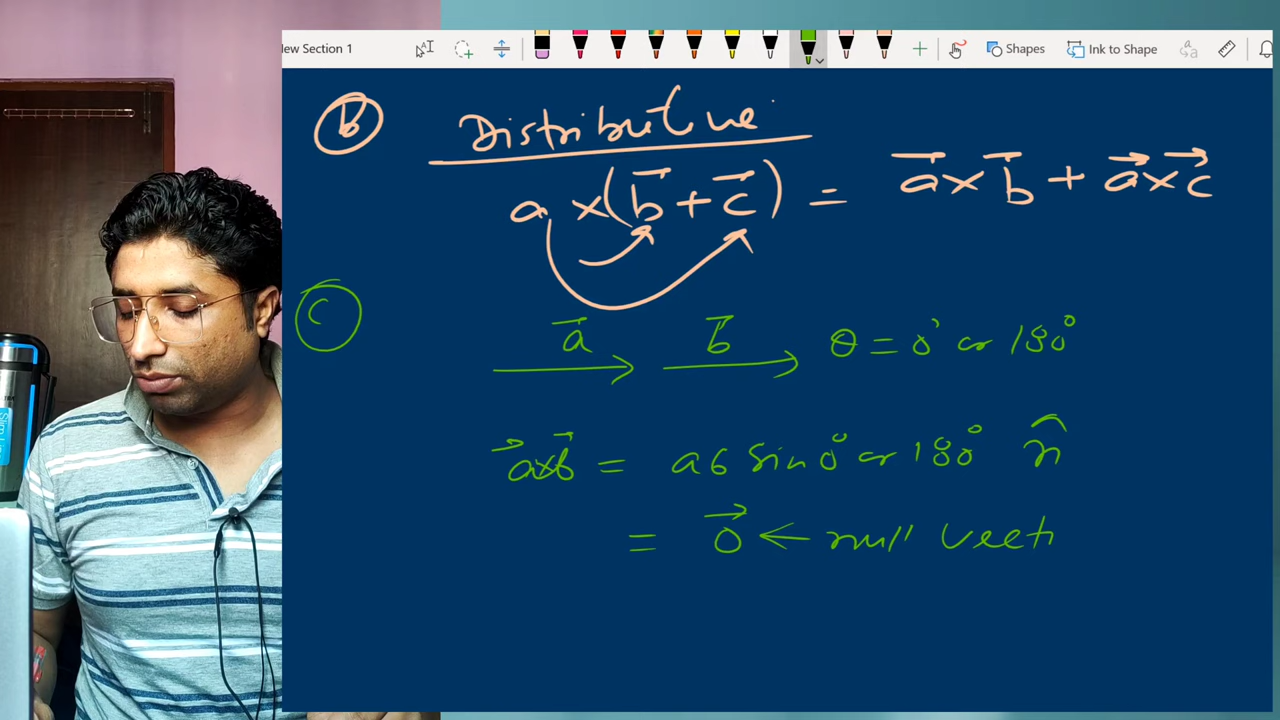 New Section 1 Shapes Ink to Shape
B Distributive
a ×(b⃗ + c⃗) = a⃗ × b⃗ + a⃗ × c⃗
C
a⃗ b⃗ θ = 0° or 180°
a⃗×b⃗ = ab Sin 0° or 180° n̂
= 0⃗ ← null vect
Slim